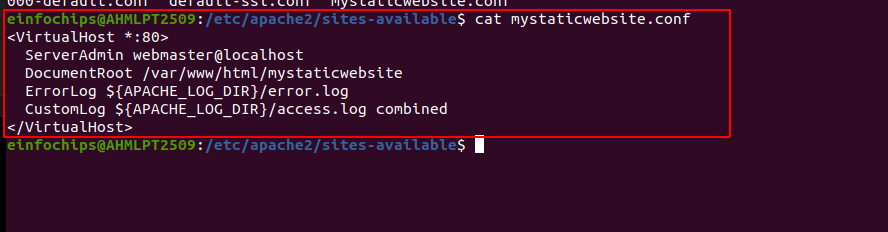 000-default.conf  default-ssl.conf  mystaticwebsite.conf
einfochips@AHMLPT2509:/etc/apache2/sites-available$ cat mystaticwebsite.conf
<VirtualHost *:80>
  ServerAdmin webmaster@localhost
  DocumentRoot /var/www/html/mystaticwebsite
  ErrorLog ${APACHE_LOG_DIR}/error.log
  CustomLog ${APACHE_LOG_DIR}/access.log combined
</VirtualHost>
einfochips@AHMLPT2509:/etc/apache2/sites-available$